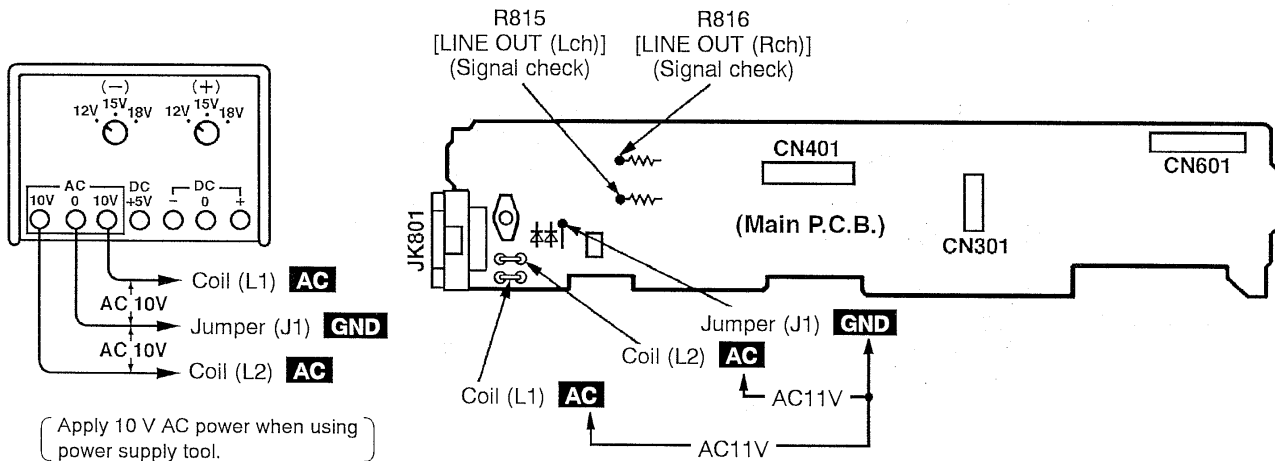 R815
[LINE OUT (Lch)]
(Signal check)
R816
[LINE OUT (Rch)]
(Signal check)
(−) (+)
12V 15V 18V 12V 15V 18V
AC DC DC
10V 0 10V +5V − 0 +
Coil (L1) AC
AC 10V
Jumper (J1) GND
AC 10V
Coil (L2) AC
Apply 10 V AC power when using
power supply tool.
JK801
CN401
(Main P.C.B.)
CN301
CN601
Jumper (J1) GND
Coil (L2) AC
Coil (L1) AC
AC11V
AC11V